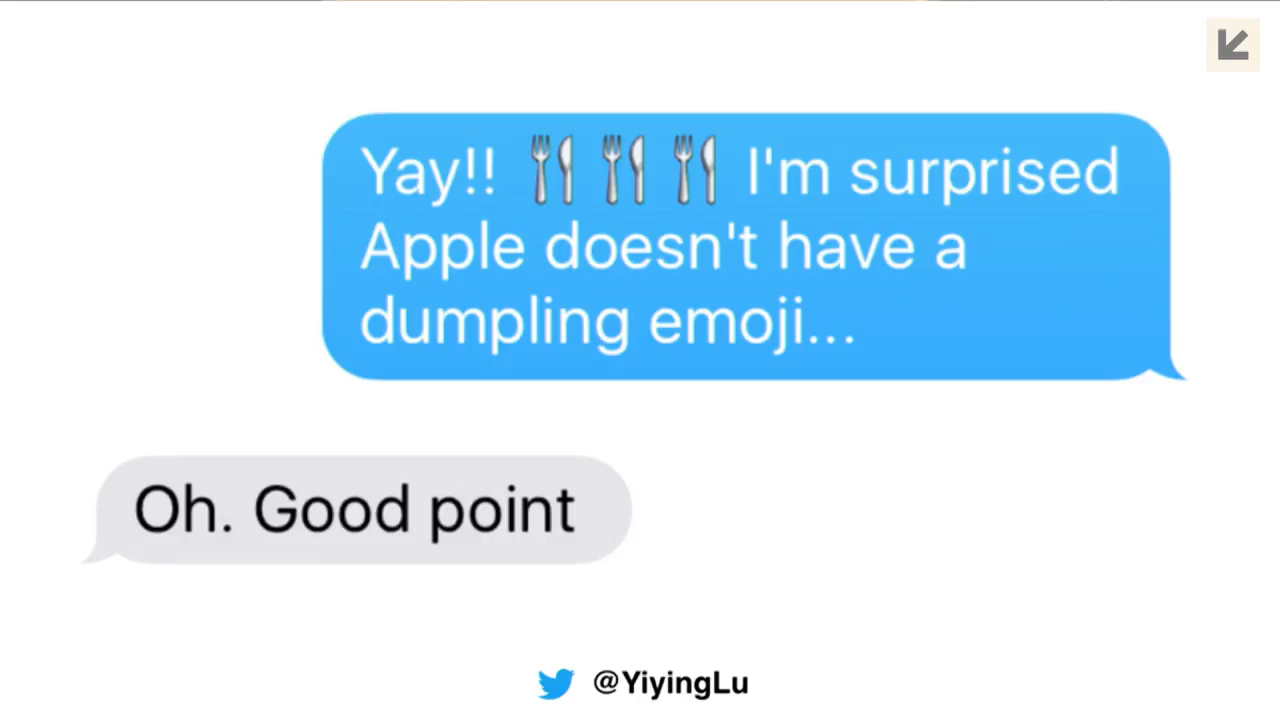 Yay!! 🍴 🍴 🍴 I'm surprised
Apple doesn't have a
dumpling emoji...
Oh. Good point
@YiyingLu